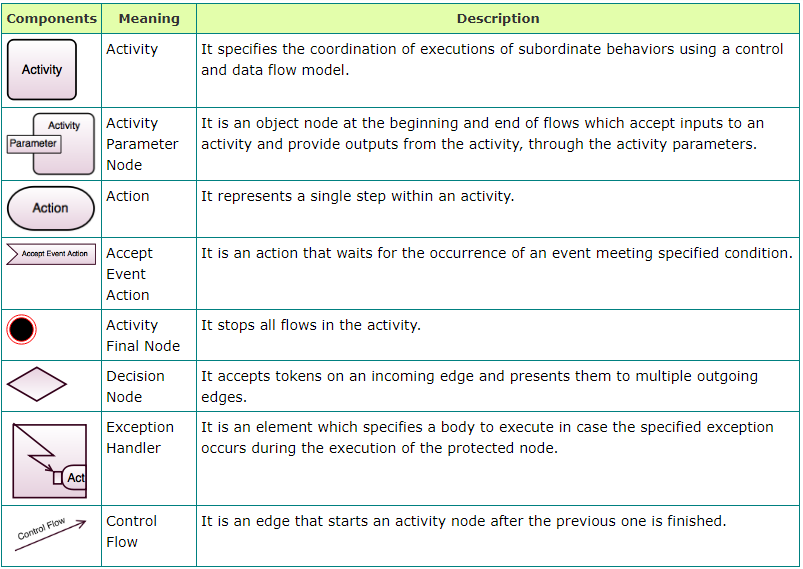 Components Meaning Description
Activity
Activity
It specifies the coordination of executions of subordinate behaviors using a control
and data flow model.
Activity
Parameter
Activity
Parameter
Node
It is an object node at the beginning and end of flows which accept inputs to an
activity and provide outputs from the activity, through the activity parameters.
Action
Action
It represents a single step within an activity.
Accept Event Action
Accept
Event
Action
It is an action that waits for the occurrence of an event meeting specified condition.
Activity
Final Node
It stops all flows in the activity.
Decision
Node
It accepts tokens on an incoming edge and presents them to multiple outgoing
edges.
Act
Exception
Handler
It is an element which specifies a body to execute in case the specified exception
occurs during the execution of the protected node.
Control Flow
Control
Flow
It is an edge that starts an activity node after the previous one is finished.